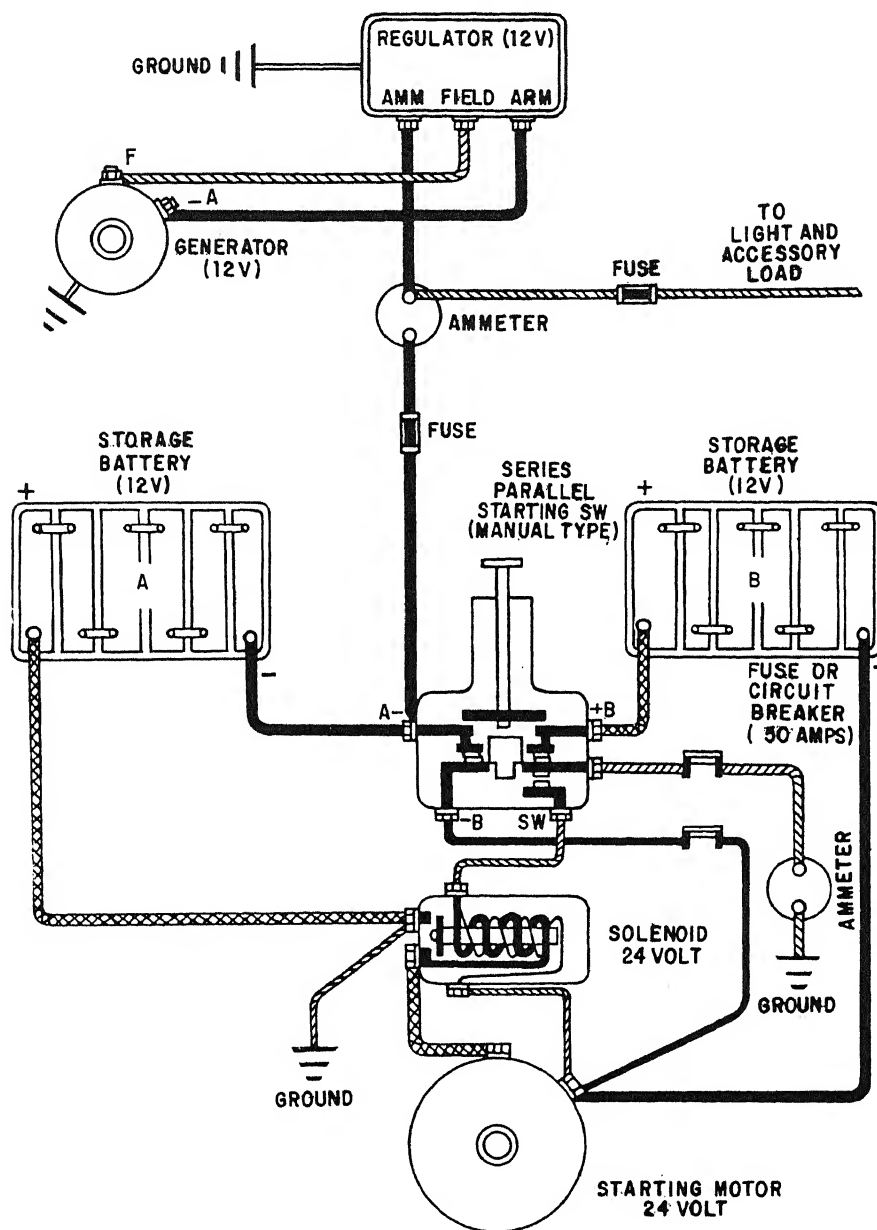 REGULATOR (12V)
GROUND
AMM FIELD ARM
F
-A
GENERATOR
(12V)
TO
LIGHT AND
ACCESSORY
LOAD
FUSE
AMMETER
FUSE
STORAGE
BATTERY
(12V)
+
A
-
SERIES
PARALLEL
STARTING SW
(MANUAL TYPE)
STORAGE
BATTERY
(12V)
+
B
-
FUSE OR
CIRCUIT
BREAKER
(30 AMPS)
A-
+B
-B
SW
AMMETER
SOLENOID
24 VOLT
GROUND
GROUND
STARTING MOTOR
24 VOLT